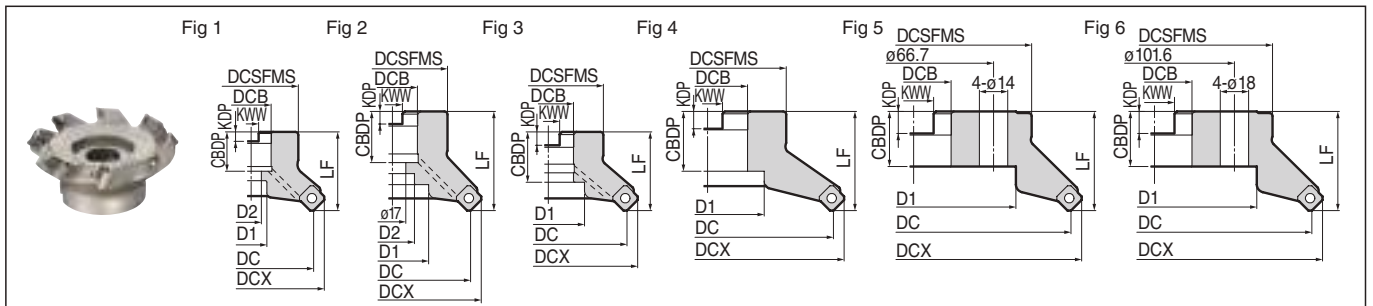 Fig 1
DCSFMS
DCB
KWW
KDP
CBDP
LF
D2
D1
DC
DCX
Fig 2
DCSFMS
DCB
KWW
KDP
CBDP
LF
ø17
D2
D1
DC
DCX
Fig 3
DCSFMS
DCB
KWW
KDP
CBDP
LF
D1
DC
DCX
Fig 4
DCSFMS
DCB
KWW
KDP
CBDP
LF
D1
DC
DCX
Fig 5
DCSFMS
ø66.7
DCB
4-ø14
KWW
KDP
CBDP
LF
D1
DC
DCX
Fig 6
DCSFMS
ø101.6
DCB
4-ø18
KWW
KDP
CBDP
LF
D1
DC
DCX